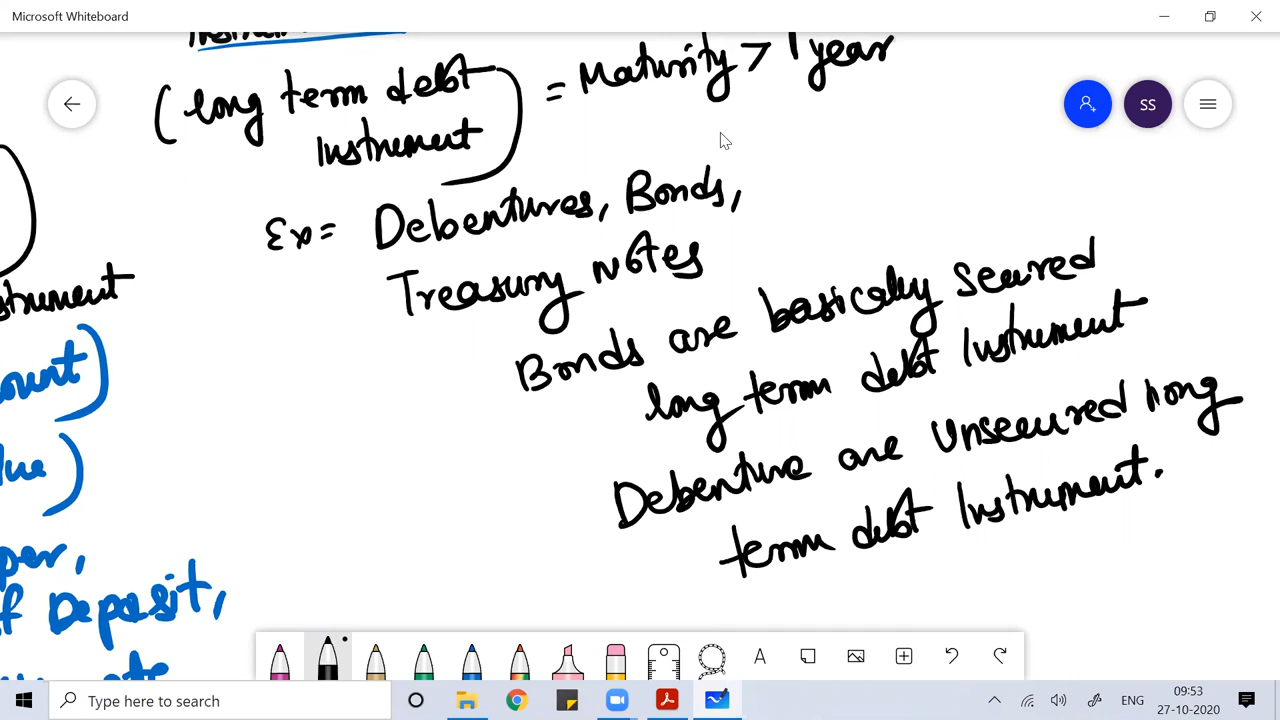 Microsoft Whiteboard
SS
(long term debt
Instrument) = Maturity > 1 year
Ex = Debentures, Bonds,
Treasury notes
strument
Bonds are basically secured
long term debt Instrument
ount)
Debenture are Unsecured long
lue)
term debt Instrument.
per,
f Deposit,
A
Type here to search
ENG
09:53
27-10-2020